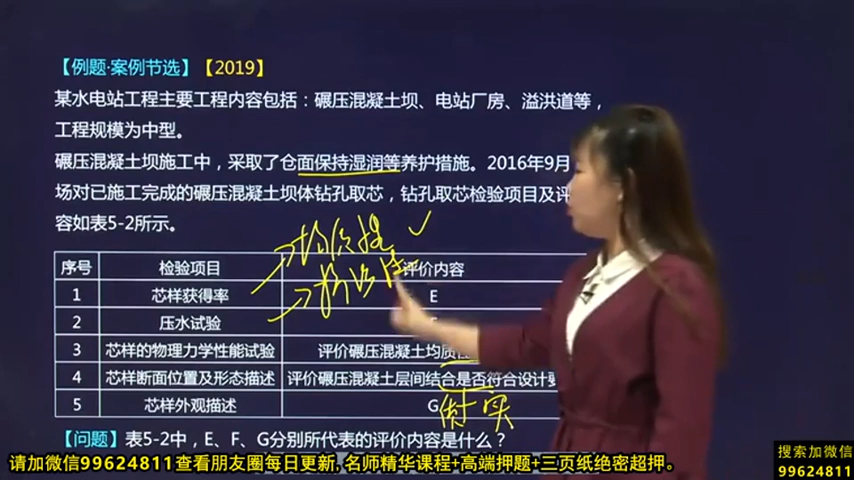 【例题·案例节选】【2019】
某水电站工程主要工程内容包括：碾压混凝土坝、电站厂房、溢洪道等，
工程规模为中型。
碾压混凝土坝施工中，采取了仓面保持湿润等养护措施。2016年9月
场对已施工完成的碾压混凝土坝体钻孔取芯，钻孔取芯检验项目及评
容如表5-2所示。
序号 检验项目 评价内容
1 芯样获得率 E
2 压水试验
3 芯样的物理力学性能试验 评价碾压混凝土均质性
4 芯样断面位置及形态描述 评价碾压混凝土层间结合是否符合设计要
5 芯样外观描述 G
【问题】表5-2中，E、F、G分别所代表的评价内容是什么？
请加微信99624811查看朋友圈每日更新,名师精华课程+高端押题+三页纸绝密超押。
搜索加微信
99624811